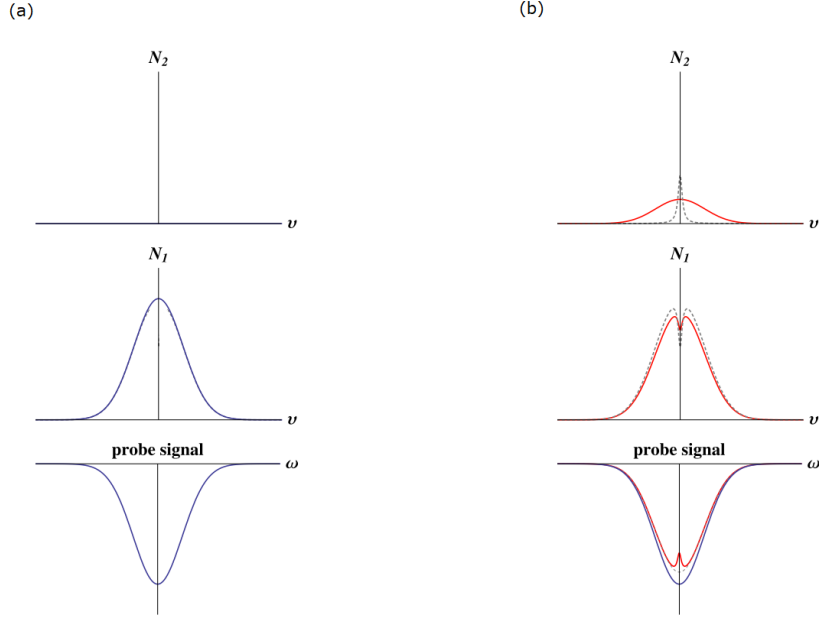 (a)
(b)
N₂
N₂
υ
υ
N₁
N₁
υ
υ
probe signal
probe signal
ω
ω